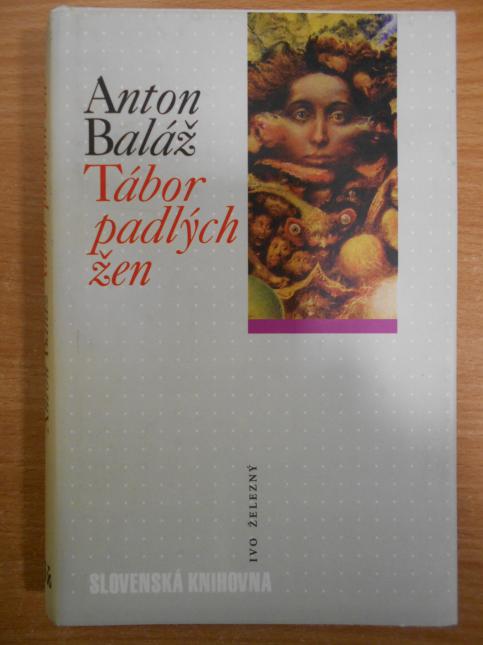 Anton
Baláž
Tábor
padlých
žen
IVO ŽELEZNÝ
SLOVENSKÁ KNIHOVNA